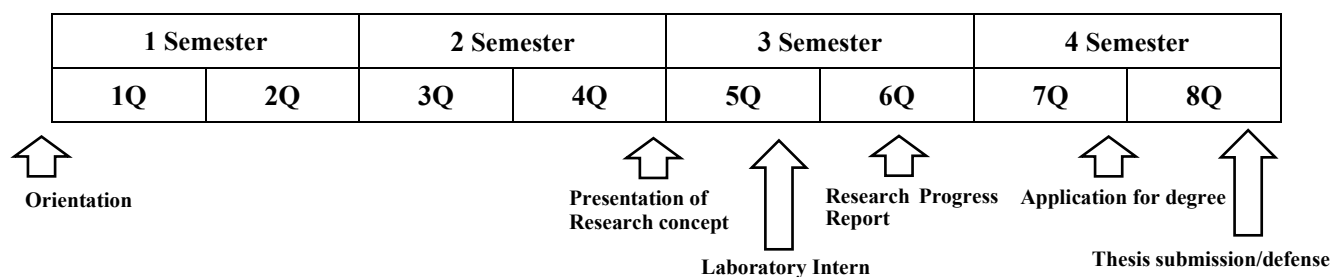 1 Semester 2 Semester 3 Semester 4 Semester
1Q 2Q 3Q 4Q 5Q 6Q 7Q 8Q
Orientation
Presentation of
Research concept
Laboratory Intern
Research Progress
Report
Application for degree
Thesis submission/defense